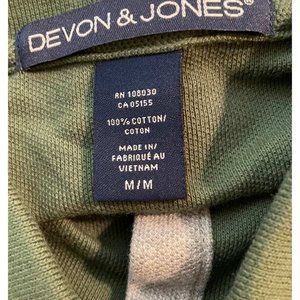 DEVON & JONES®
RN 108030
CA 05155
100% COTTON/
COTON
MADE IN/
FABRIQUÉ AU
VIETNAM
M/M